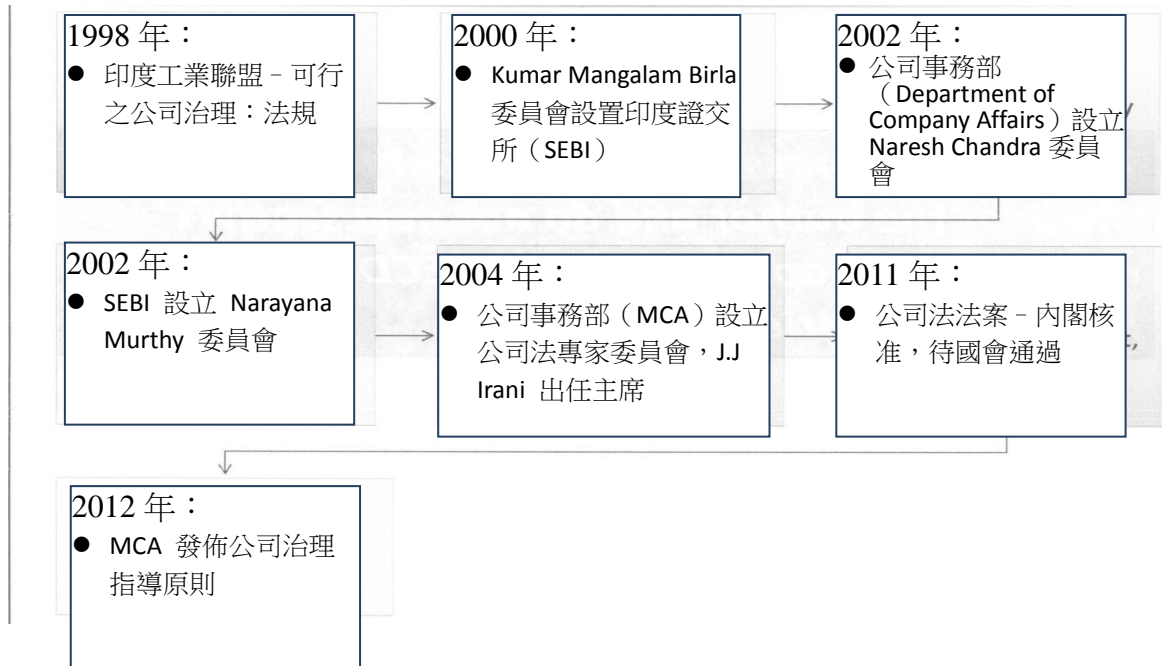 1998 年：
● 印度工業聯盟–可行
之公司治理：法規
2000 年：
● Kumar Mangalam Birla
委員會設置印度證交
所（SEBI）
2002 年：
● 公司事務部
（Department of
Company Affairs）設立
Naresh Chandra 委員
會
2002 年：
● SEBI 設立 Narayana
Murthy 委員會
2004 年：
● 公司事務部（MCA）設立
公司法專家委員會，J.J
Irani 出任主席
2011 年：
● 公司法法案–內閣核
准，待國會通過
2012 年：
● MCA 發佈公司治理
指導原則